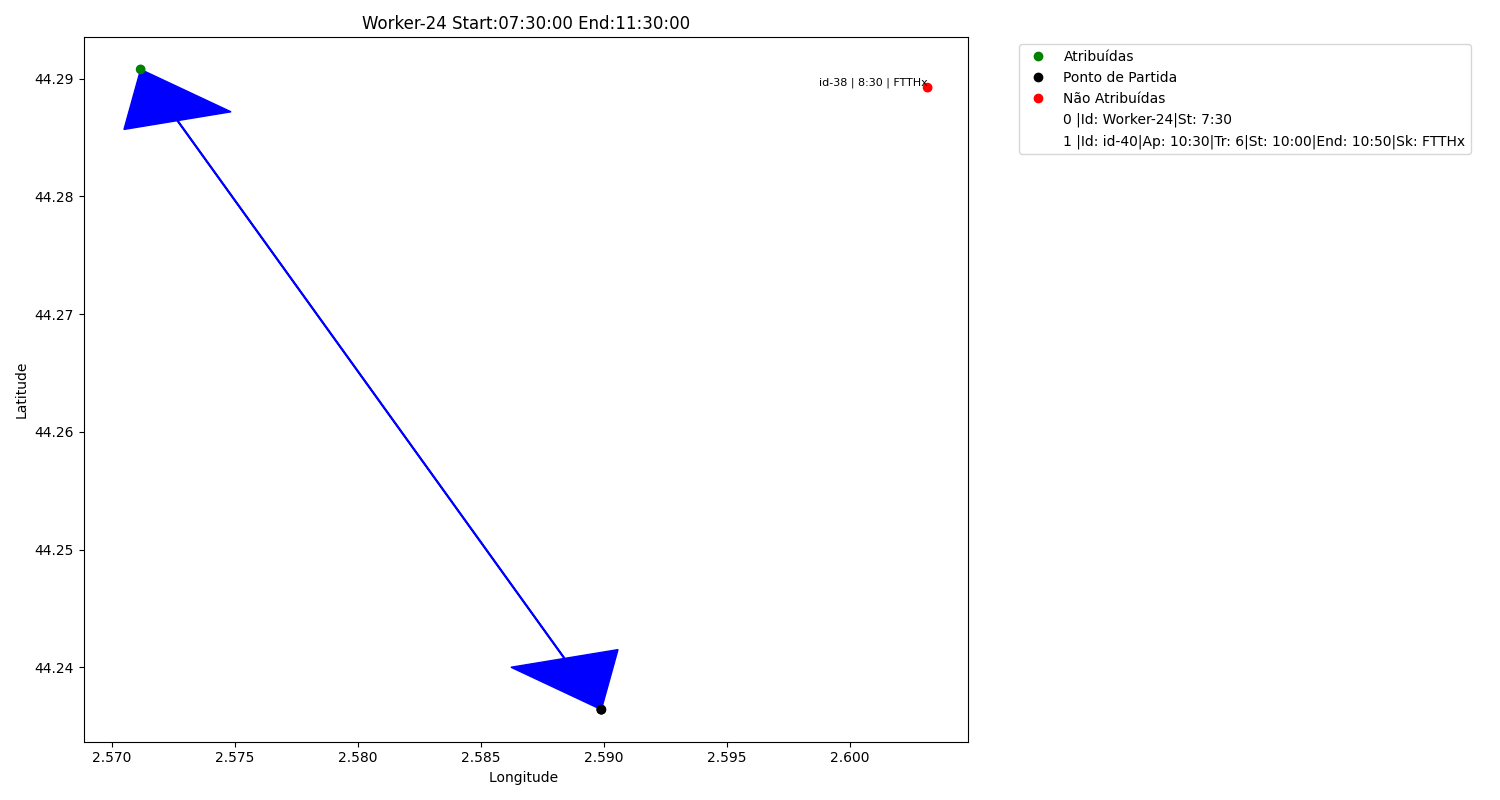 Worker-24 Start:07:30:00 End:11:30:00
44.29
44.28
44.27
44.26
44.25
44.24
Latitude
2.570 2.575 2.580 2.585 2.590 2.595 2.600
Longitude
id-38 | 8:30 | FTTHx
Atribuídas
Ponto de Partida
Não Atribuídas
0 |Id: Worker-24|St: 7:30
1 |Id: id-40|Ap: 10:30|Tr: 6|St: 10:00|End: 10:50|Sk: FTTHx